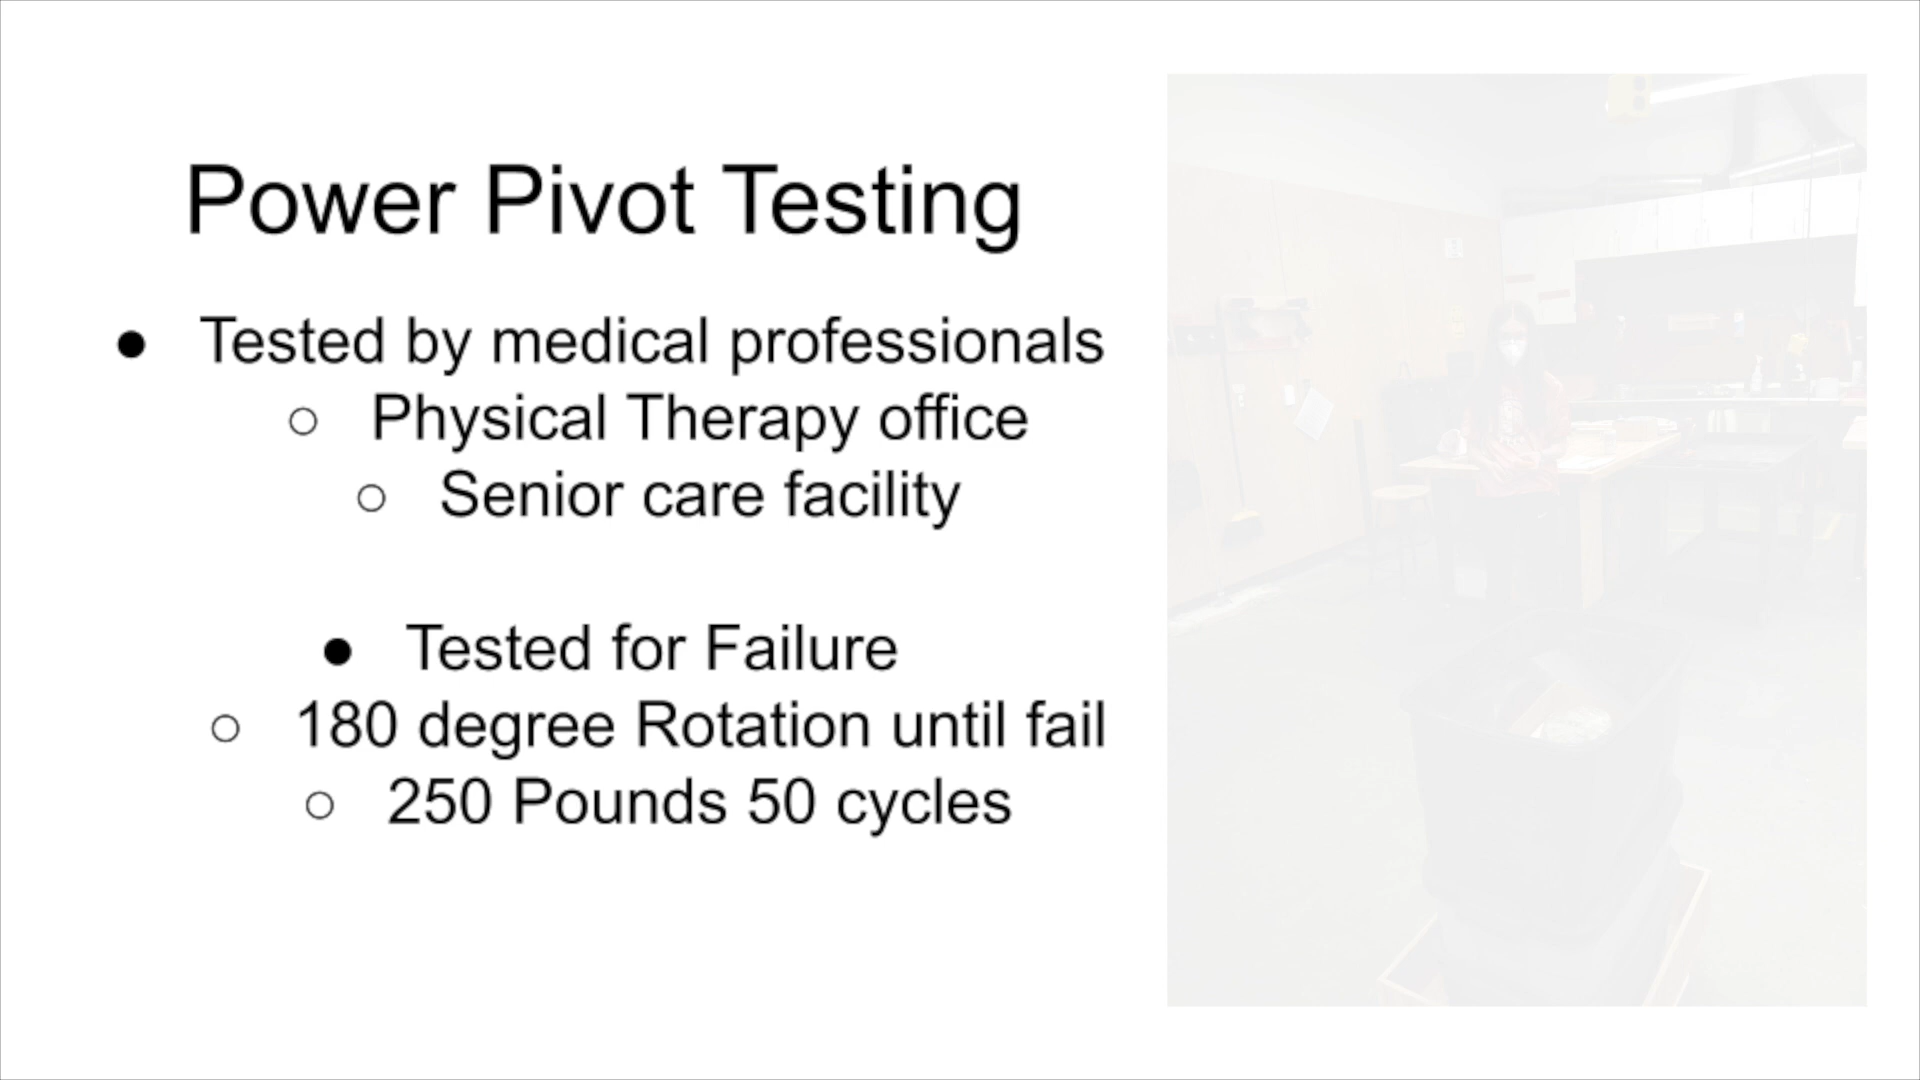 Power Pivot Testing
● Tested by medical professionals
○ Physical Therapy office
○ Senior care facility
● Tested for Failure
○ 180 degree Rotation until fail
○ 250 Pounds 50 cycles